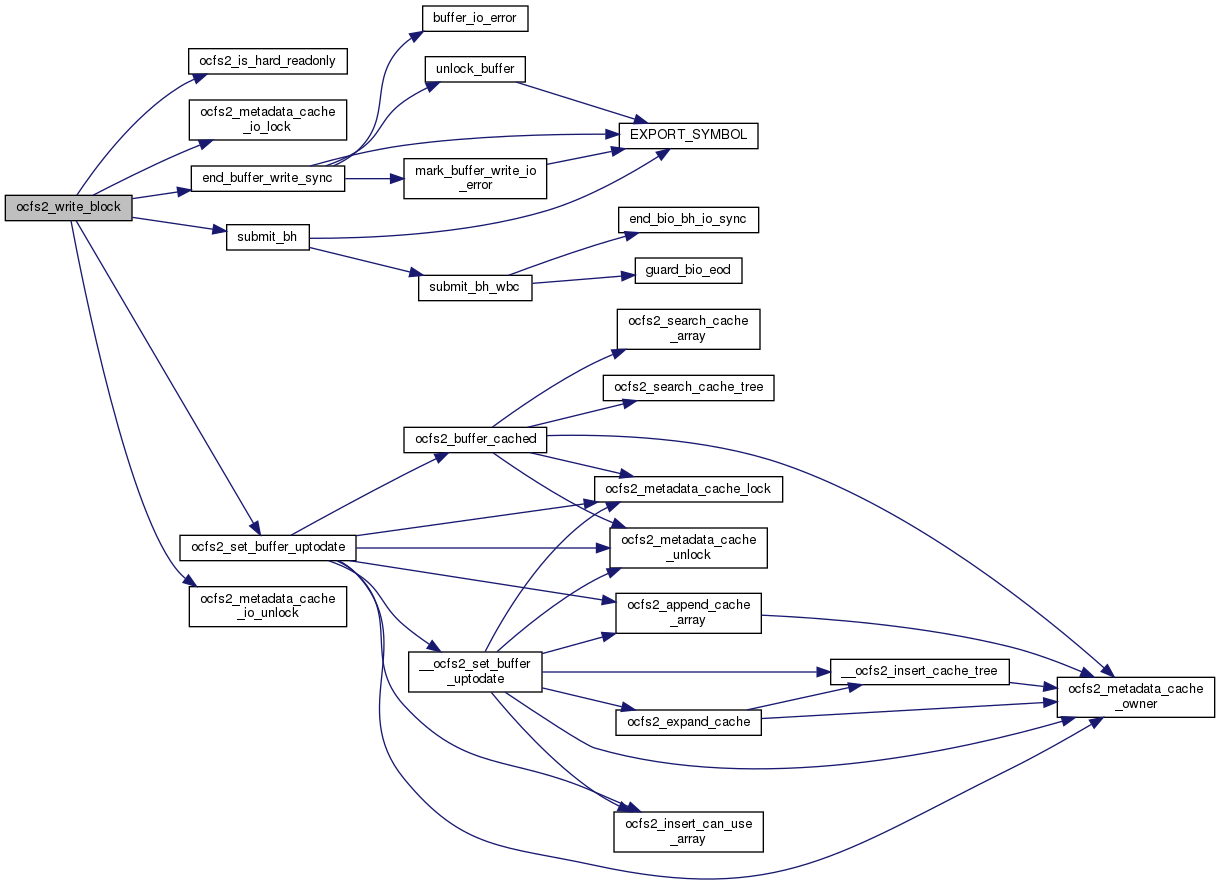 buffer_io_error
ocfs2_is_hard_readonly
unlock_buffer
ocfs2_metadata_cache
_io_lock
EXPORT_SYMBOL
end_buffer_write_sync
mark_buffer_write_io
_error
ocfs2_write_block
submit_bh
end_bio_bh_io_sync
guard_bio_eod
submit_bh_wbc
ocfs2_search_cache
_array
ocfs2_search_cache_tree
ocfs2_buffer_cached
ocfs2_metadata_cache_lock
ocfs2_set_buffer_uptodate
ocfs2_metadata_cache
_unlock
ocfs2_metadata_cache
_io_unlock
ocfs2_append_cache
_array
__ocfs2_set_buffer
_uptodate
__ocfs2_insert_cache_tree
ocfs2_metadata_cache
_owner
ocfs2_expand_cache
ocfs2_insert_can_use
_array